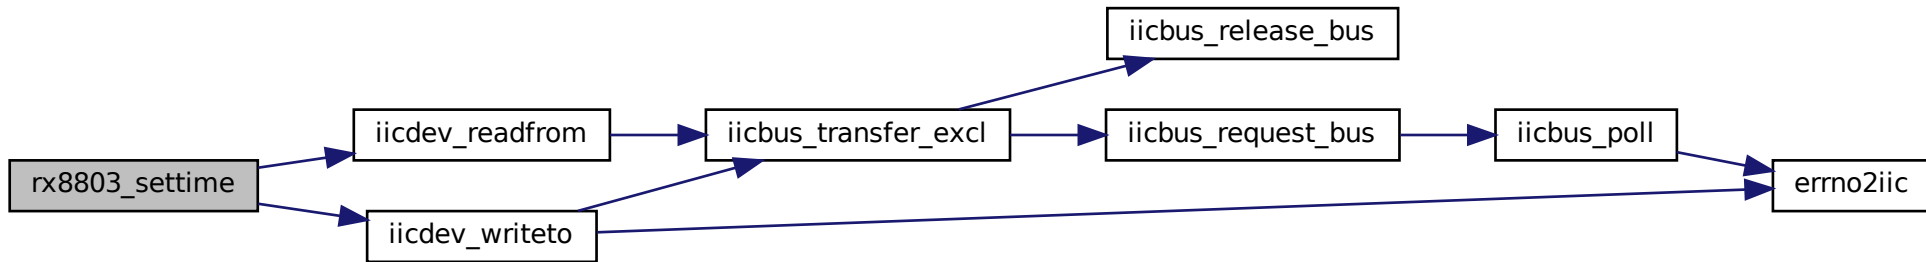 iicbus_release_bus
iicdev_readfrom
iicbus_transfer_excl
iicbus_request_bus
iicbus_poll
rx8803_settime
errno2iic
iicdev_writeto